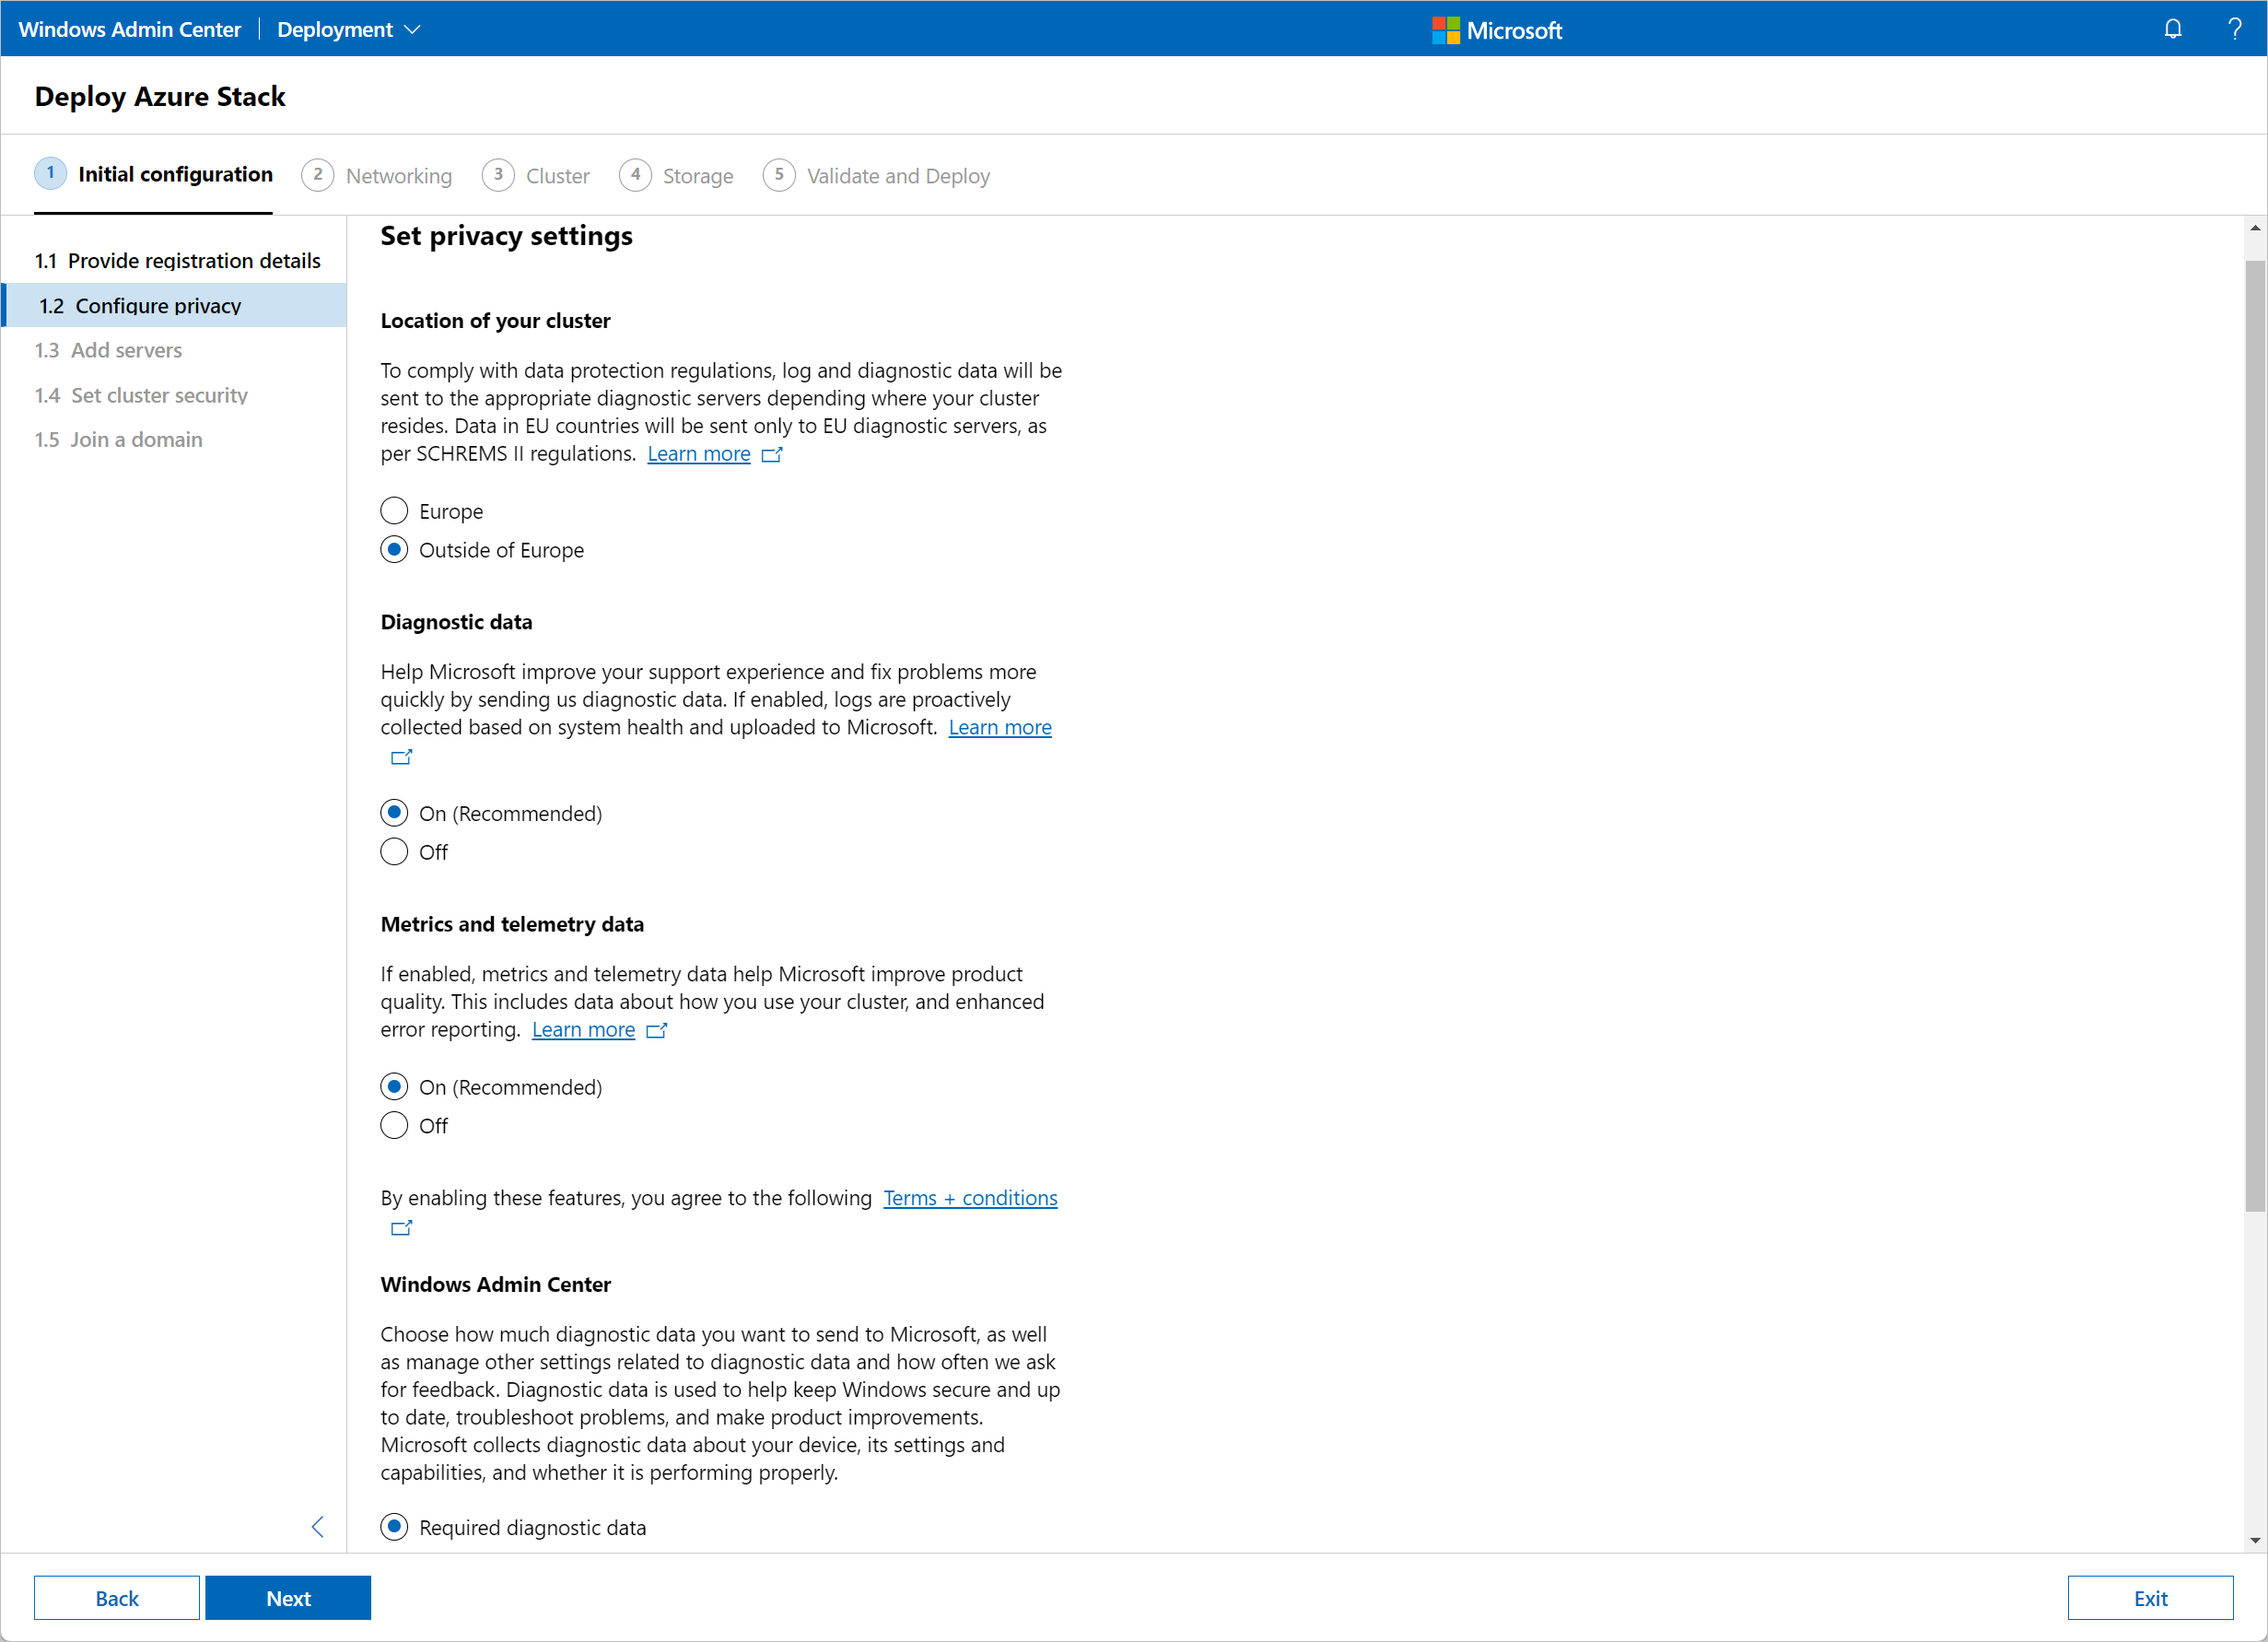 Windows Admin Center
Deployment
Microsoft
?
Deploy Azure Stack
1 Initial configuration
2 Networking
3 Cluster
4 Storage
5 Validate and Deploy
1.1 Provide registration details
1.2 Configure privacy
1.3 Add servers
1.4 Set cluster security
1.5 Join a domain
Set privacy settings
Location of your cluster
To comply with data protection regulations, log and diagnostic data will be
sent to the appropriate diagnostic servers depending where your cluster
resides. Data in EU countries will be sent only to EU diagnostic servers, as
per SCHREMS II regulations. Learn more
Europe
Outside of Europe
Diagnostic data
Help Microsoft improve your support experience and fix problems more
quickly by sending us diagnostic data. If enabled, logs are proactively
collected based on system health and uploaded to Microsoft. Learn more
On (Recommended)
Off
Metrics and telemetry data
If enabled, metrics and telemetry data help Microsoft improve product
quality. This includes data about how you use your cluster, and enhanced
error reporting. Learn more
On (Recommended)
Off
By enabling these features, you agree to the following Terms + conditions
Windows Admin Center
Choose how much diagnostic data you want to send to Microsoft, as well
as manage other settings related to diagnostic data and how often we ask
for feedback. Diagnostic data is used to help keep Windows secure and up
to date, troubleshoot problems, and make product improvements.
Microsoft collects diagnostic data about your device, its settings and
capabilities, and whether it is performing properly.
Required diagnostic data
Back
Next
Exit